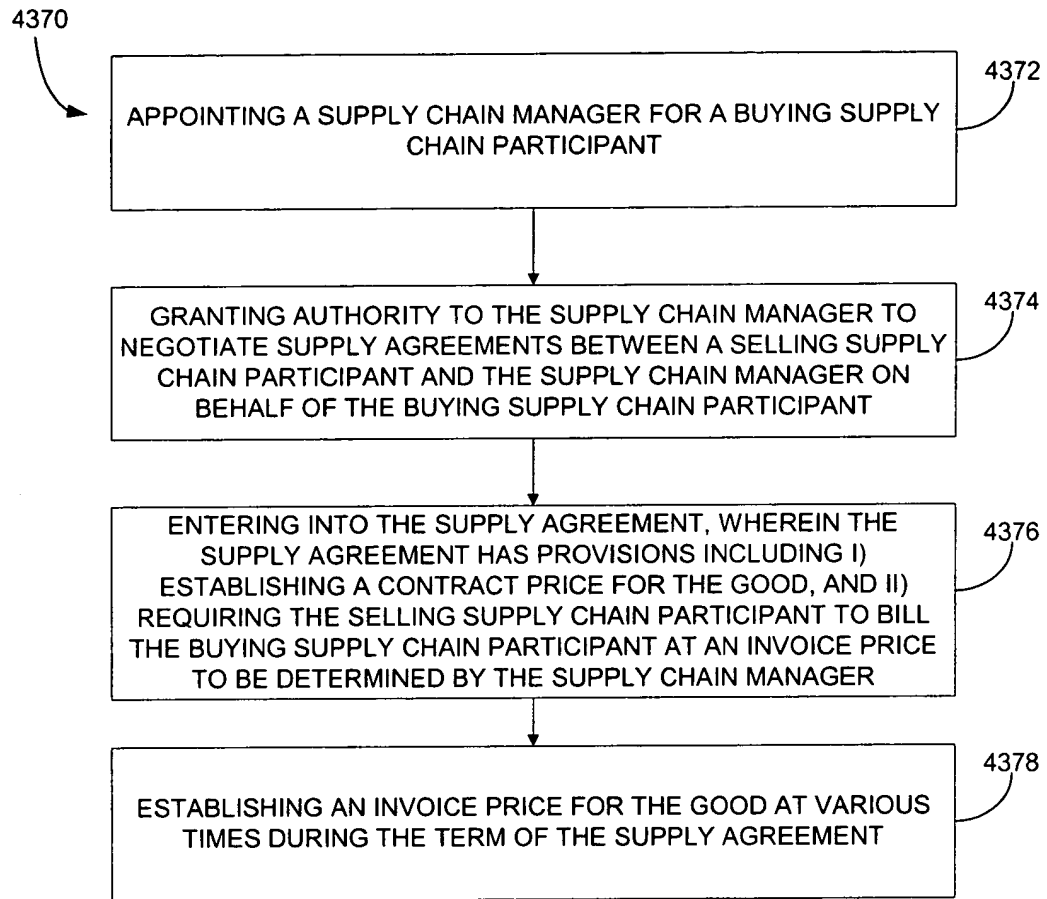 4370
4372
APPOINTING A SUPPLY CHAIN MANAGER FOR A BUYING SUPPLY
CHAIN PARTICIPANT
4374
GRANTING AUTHORITY TO THE SUPPLY CHAIN MANAGER TO
NEGOTIATE SUPPLY AGREEMENTS BETWEEN A SELLING SUPPLY
CHAIN PARTICIPANT AND THE SUPPLY CHAIN MANAGER ON
BEHALF OF THE BUYING SUPPLY CHAIN PARTICIPANT
4376
ENTERING INTO THE SUPPLY AGREEMENT, WHEREIN THE
SUPPLY AGREEMENT HAS PROVISIONS INCLUDING I)
ESTABLISHING A CONTRACT PRICE FOR THE GOOD, AND II)
REQUIRING THE SELLING SUPPLY CHAIN PARTICIPANT TO BILL
THE BUYING SUPPLY CHAIN PARTICIPANT AT AN INVOICE PRICE
TO BE DETERMINED BY THE SUPPLY CHAIN MANAGER
4378
ESTABLISHING AN INVOICE PRICE FOR THE GOOD AT VARIOUS
TIMES DURING THE TERM OF THE SUPPLY AGREEMENT